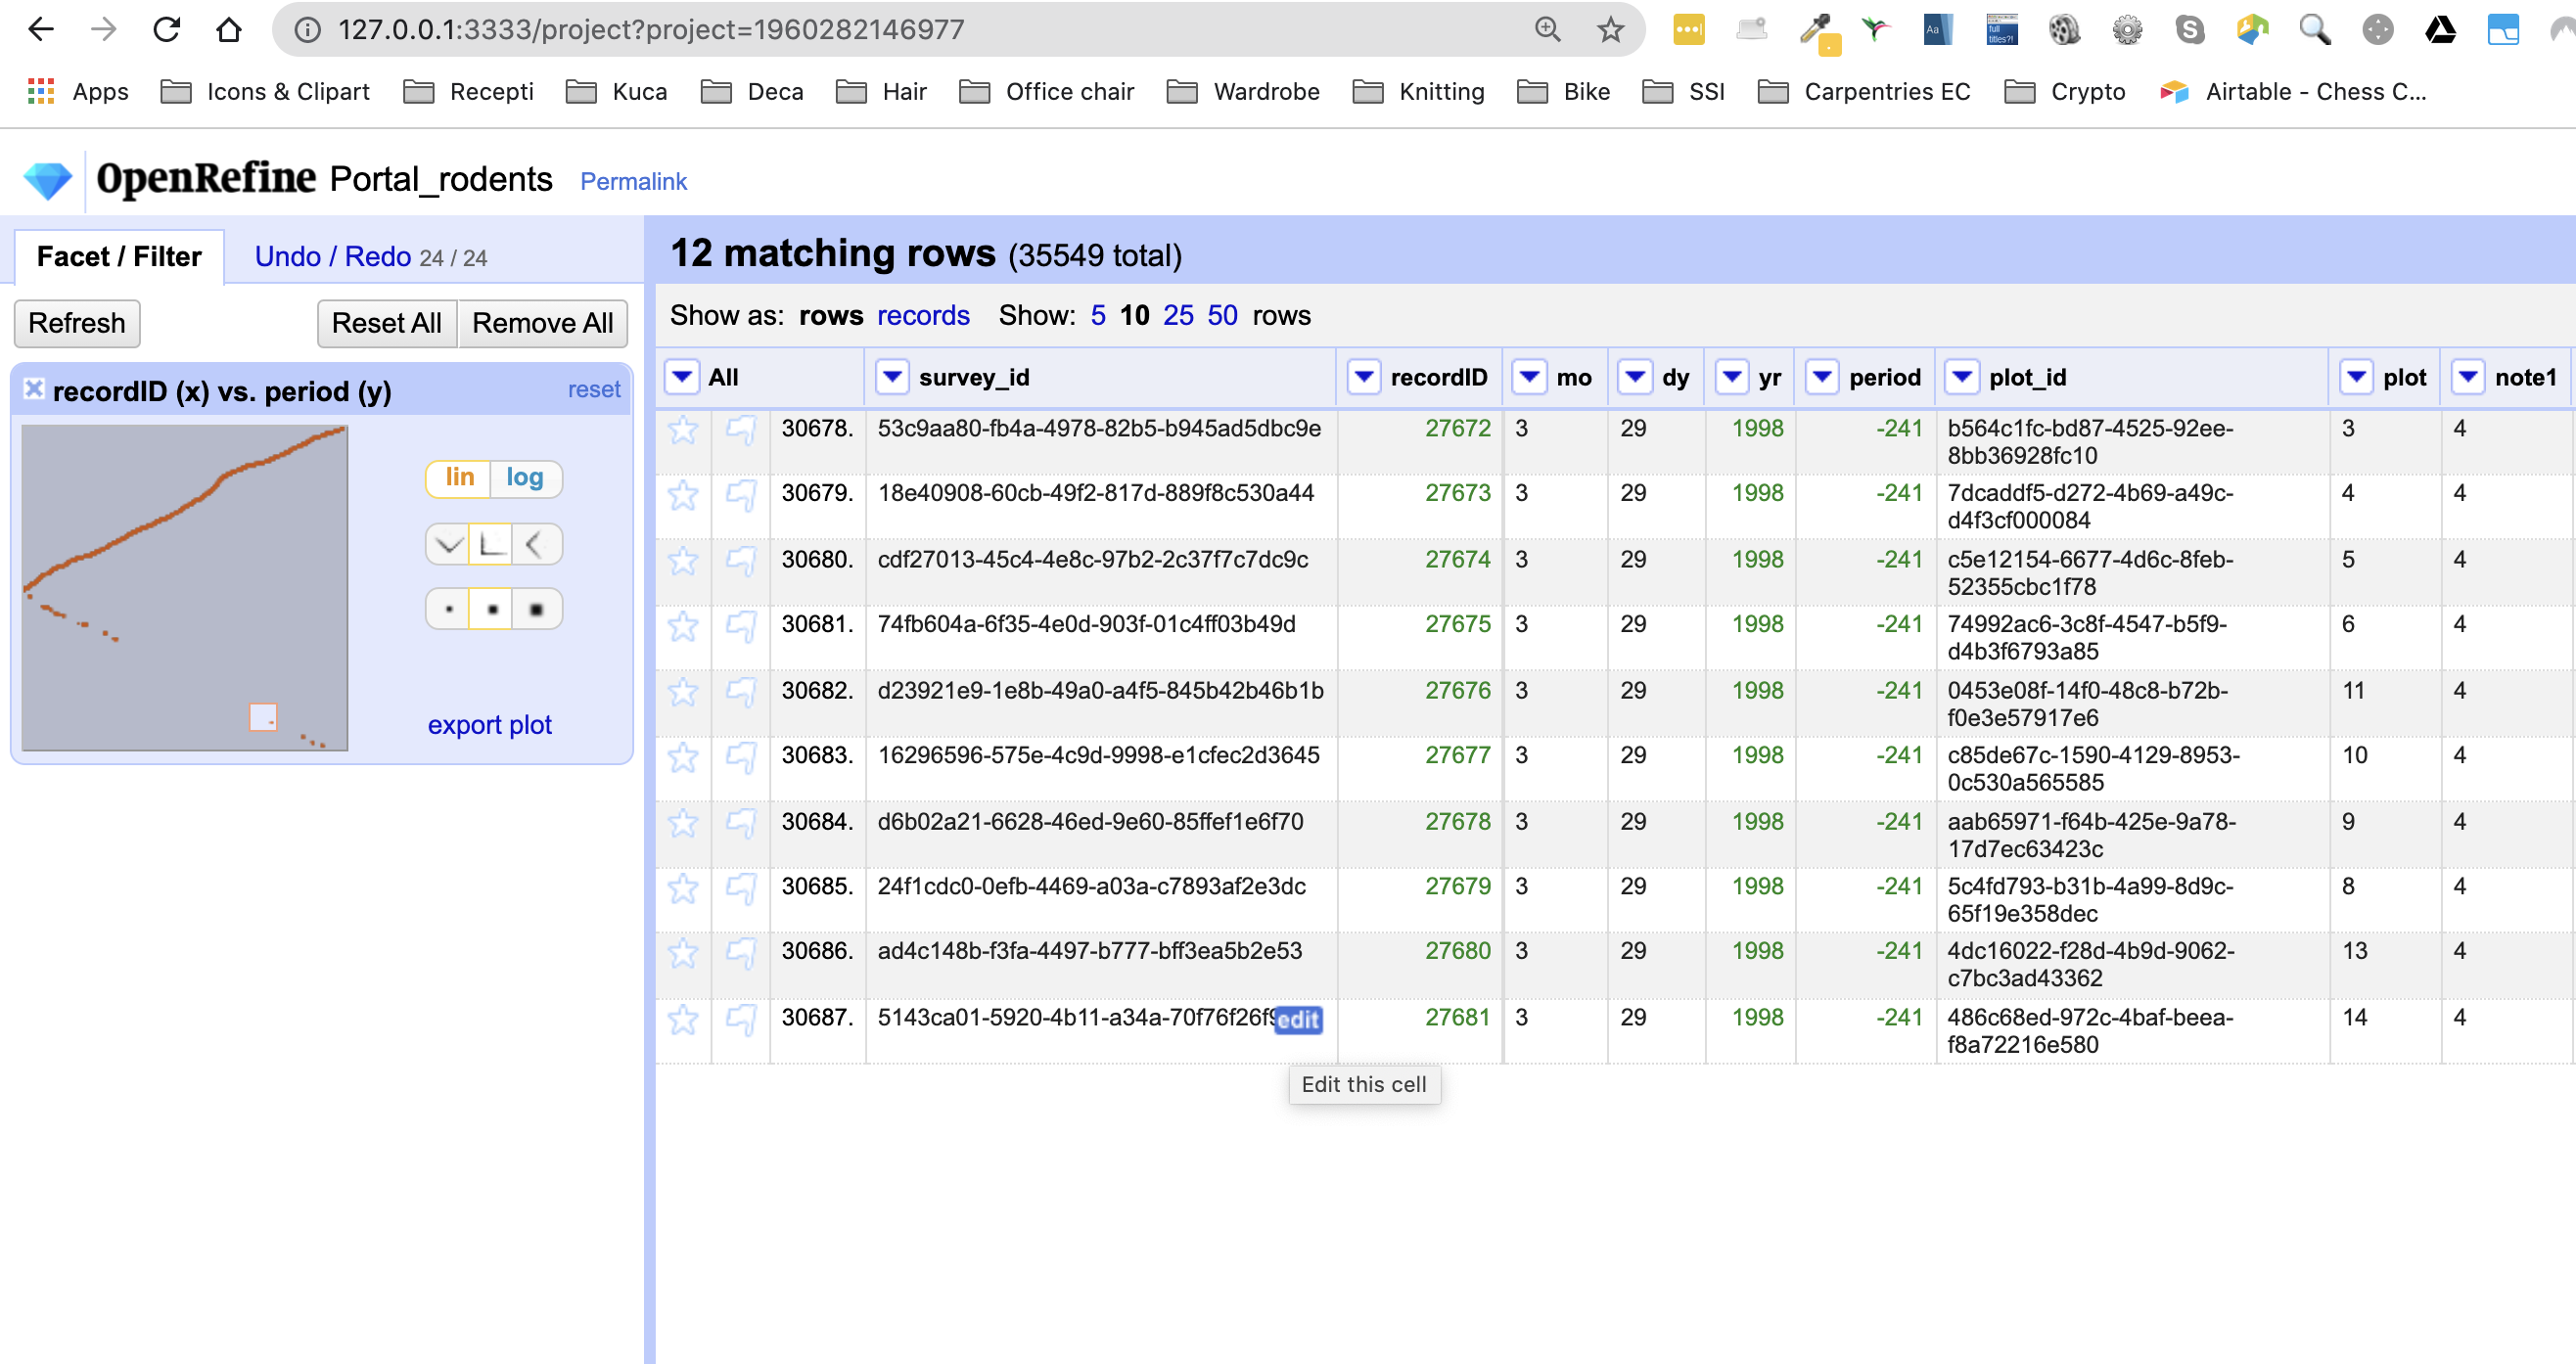 127.0.0.1:3333/project?project=1960282146977
Aa
full titles?!
Apps Icons & Clipart Recepti Kuca Deca Hair Office chair Wardrobe Knitting Bike SSI Carpentries EC Crypto Airtable - Chess C...
OpenRefine Portal_rodents Permalink
Facet / Filter Undo / Redo 24 / 24
12 matching rows (35549 total)
Refresh Reset All Remove All
Show as: rows records Show: 5 10 25 50 rows
recordID (x) vs. period (y) reset
lin log
export plot
All survey_id recordID mo dy yr period plot_id plot note1
30678. 53c9aa80-fb4a-4978-82b5-b945ad5dbc9e 27672 3 29 1998 -241 b564c1fc-bd87-4525-92ee- 3 4
8bb36928fc10
30679. 18e40908-60cb-49f2-817d-889f8c530a44 27673 3 29 1998 -241 7dcaddf5-d272-4b69-a49c- 4 4
d4f3cf000084
30680. cdf27013-45c4-4e8c-97b2-2c37f7c7dc9c 27674 3 29 1998 -241 c5e12154-6677-4d6c-8feb- 5 4
52355cbc1f78
30681. 74fb604a-6f35-4e0d-903f-01c4ff03b49d 27675 3 29 1998 -241 74992ac6-3c8f-4547-b5f9- 6 4
d4b3f6793a85
30682. d23921e9-1e8b-49a0-a4f5-845b42b46b1b 27676 3 29 1998 -241 0453e08f-14f0-48c8-b72b- 11 4
f0e3e57917e6
30683. 16296596-575e-4c9d-9998-e1cfec2d3645 27677 3 29 1998 -241 c85de67c-1590-4129-8953- 10 4
0c530a565585
30684. d6b02a21-6628-46ed-9e60-85ffef1e6f70 27678 3 29 1998 -241 aab65971-f64b-425e-9a78- 9 4
17d7ec63423c
30685. 24f1cdc0-0efb-4469-a03a-c7893af2e3dc 27679 3 29 1998 -241 5c4fd793-b31b-4a99-8d9c- 8 4
65f19e358dec
30686. ad4c148b-f3fa-4497-b777-bff3ea5b2e53 27680 3 29 1998 -241 4dc16022-f28d-4b9d-9062- 13 4
c7bc3ad43362
30687. 5143ca01-5920-4b11-a34a-70f76f26f9 edit 27681 3 29 1998 -241 486c68ed-972c-4baf-beea- 14 4
f8a72216e580
Edit this cell